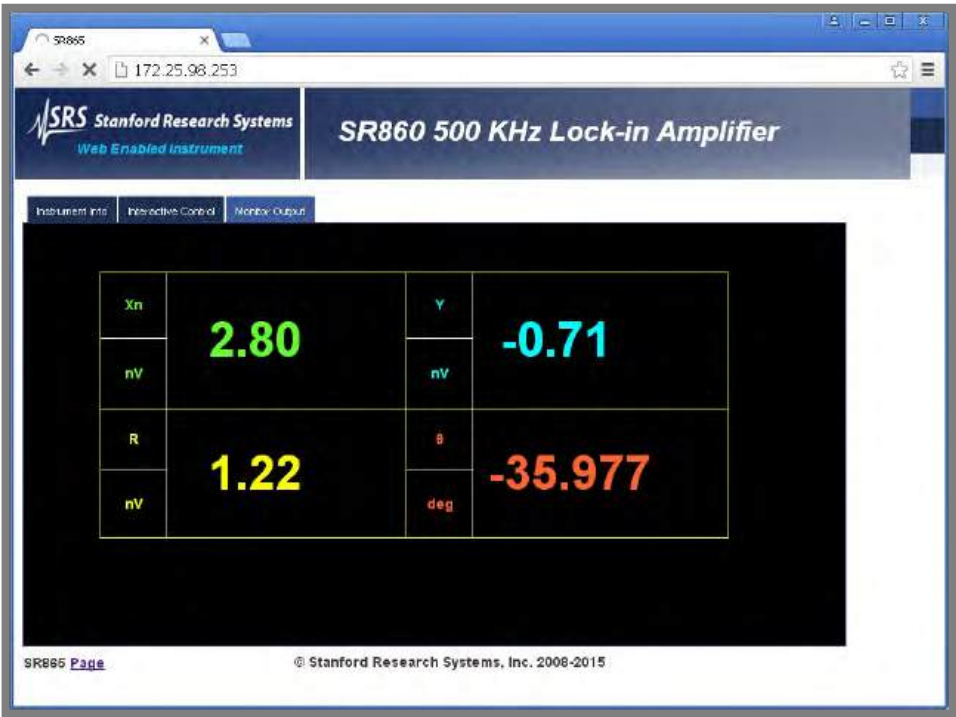 SR865
172.25.98.253
SRS Stanford Research Systems
Web Enabled Instrument
SR860 500 KHz Lock-in Amplifier
Instrument Info Interactive Control Monitor Output
Xn
2.80
nV
Y
-0.71
nV
R
1.22
nV
θ
-35.977
deg
SR865 Page
© Stanford Research Systems, Inc. 2008-2015